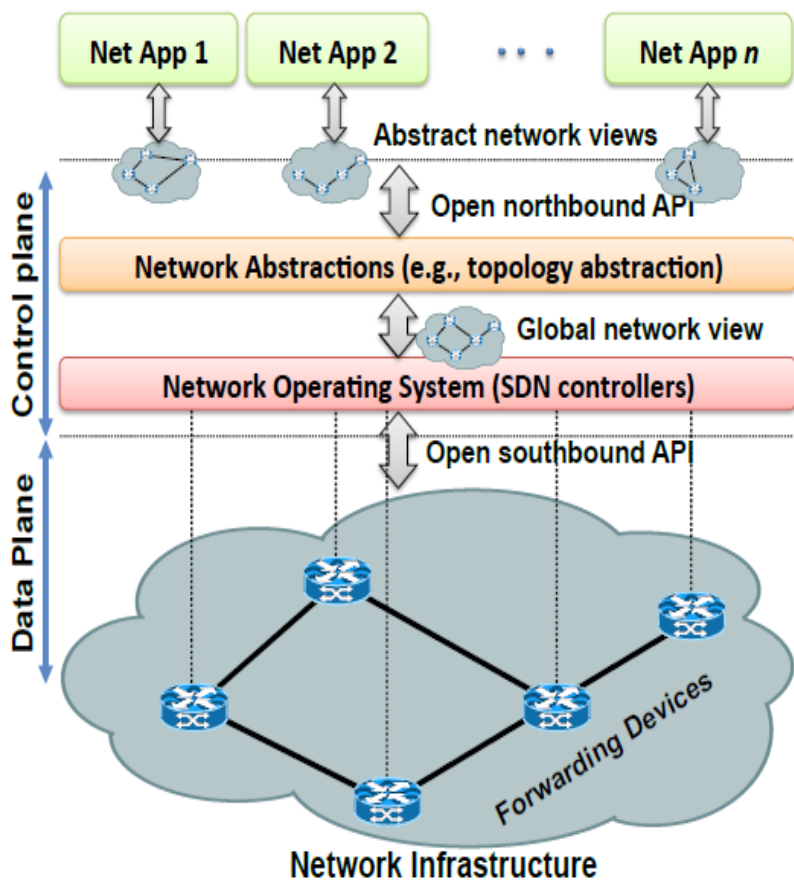 Net App 1
Net App 2
· · ·
Net App n
Abstract network views
Open northbound API
Network Abstractions (e.g., topology abstraction)
Global network view
Network Operating System (SDN controllers)
Open southbound API
Control plane
Data Plane
Forwarding Devices
Network Infrastructure